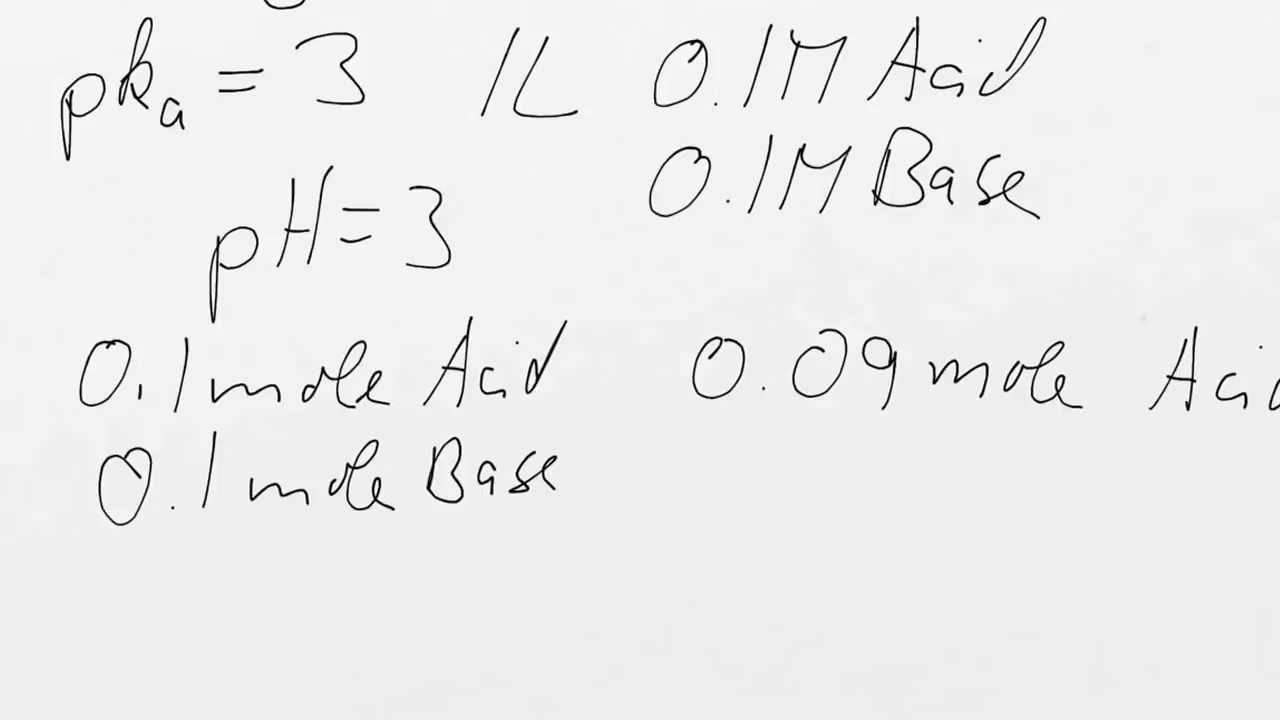 pka = 3 1L 0.1M Acid
0.1M Base
pH = 3
0.1 mole Acid 0.09 mole Acid
0.1 mole Base